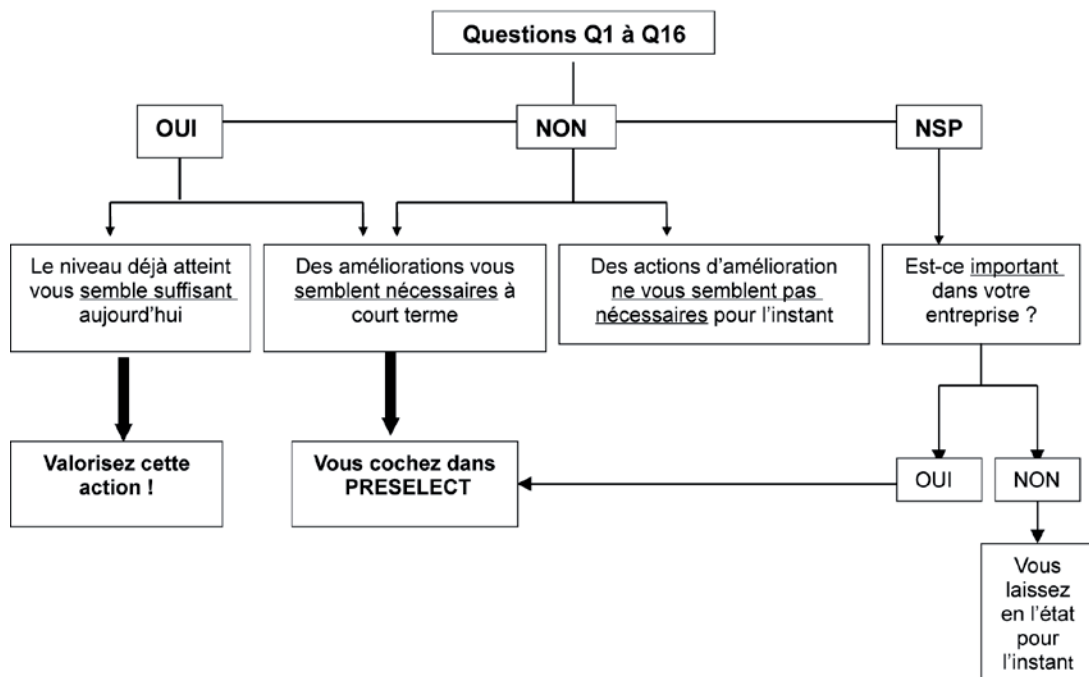 Questions Q1 à Q16
OUI
NON
NSP
Le niveau déjà atteint
vous semble suffisant
aujourd’hui
Des améliorations vous
semblent nécessaires à
court terme
Des actions d’amélioration
ne vous semblent pas
nécessaires pour l’instant
Est-ce important
dans votre
entreprise ?
Valorisez cette
action !
Vous cochez dans
PRESELECT
OUI
NON
Vous
laissez
en l’état
pour
l’instant